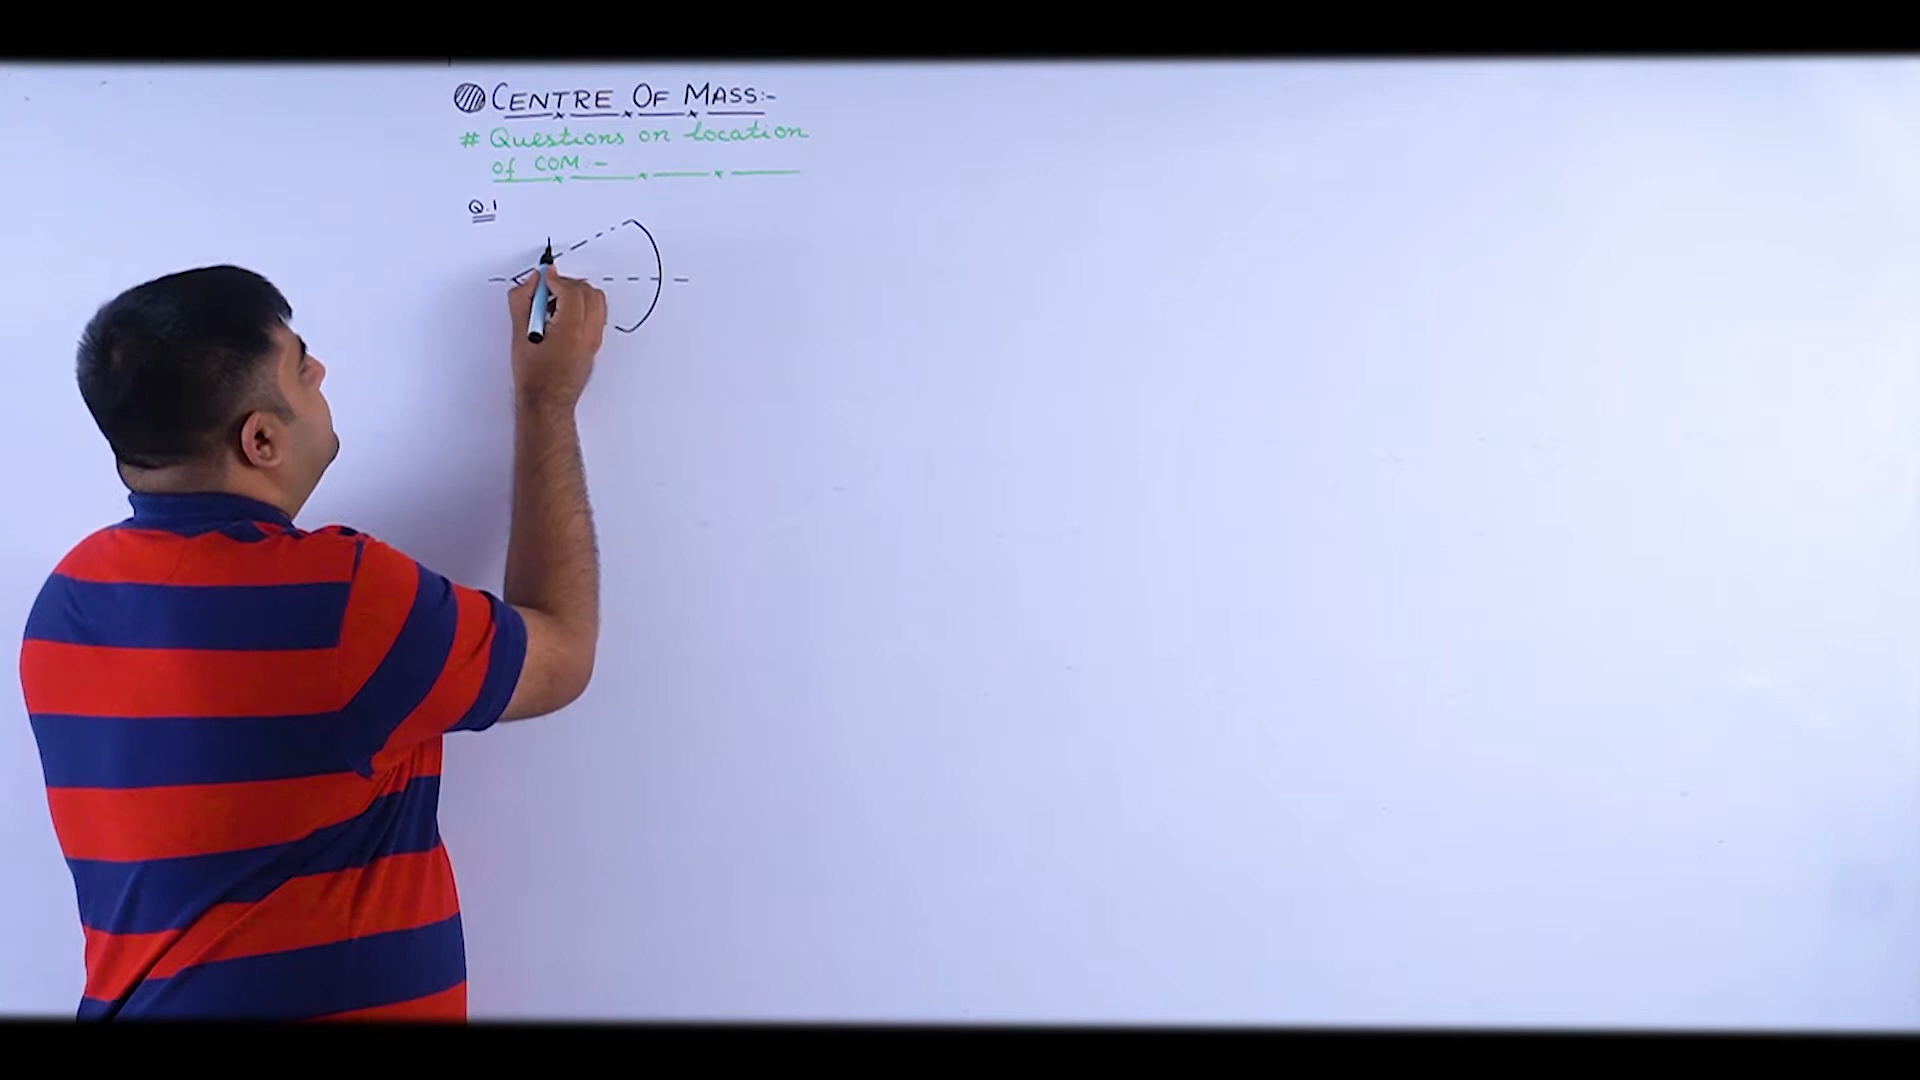 CENTRE OF MASS:-
# Questions on location
of COM:-
Q.1